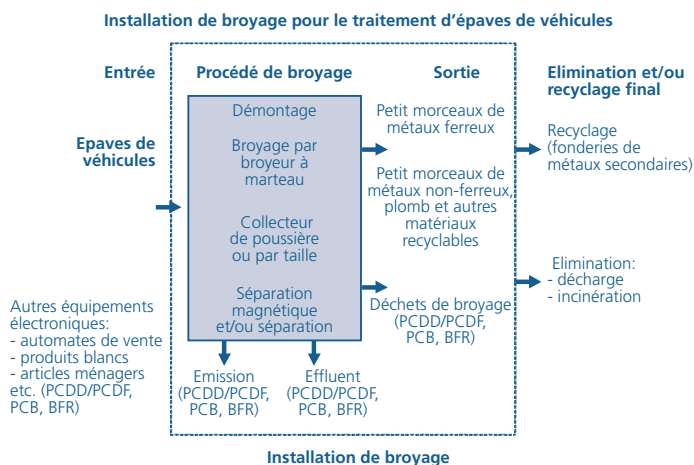 Installation de broyage pour le traitement d'épaves de véhicules
Entrée
Procédé de broyage
Sortie
Elimination et/ou
recyclage final
Epaves de
véhicules
Autres équipements
électroniques:
- automates de vente
- produits blancs
- articles ménagers
etc. (PCDD/PCDF,
PCB, BFR)
Démontage
Broyage par
broyeur à
marteau
Collecteur
de poussière
ou par taille
Séparation
magnétique
et/ou séparation
Emission
(PCDD/PCDF,
PCB, BFR)
Effluent
(PCDD/PCDF,
PCB, BFR)
Petit morceaux de
métaux ferreux
Petit morceaux de
métaux non-ferreux,
plomb et autres
matériaux
recyclables
Déchets de broyage
(PCDD/PCDF,
PCB, BFR)
Recyclage
(fonderies de
métaux secondaires)
Elimination:
- décharge
- incinération
Installation de broyage